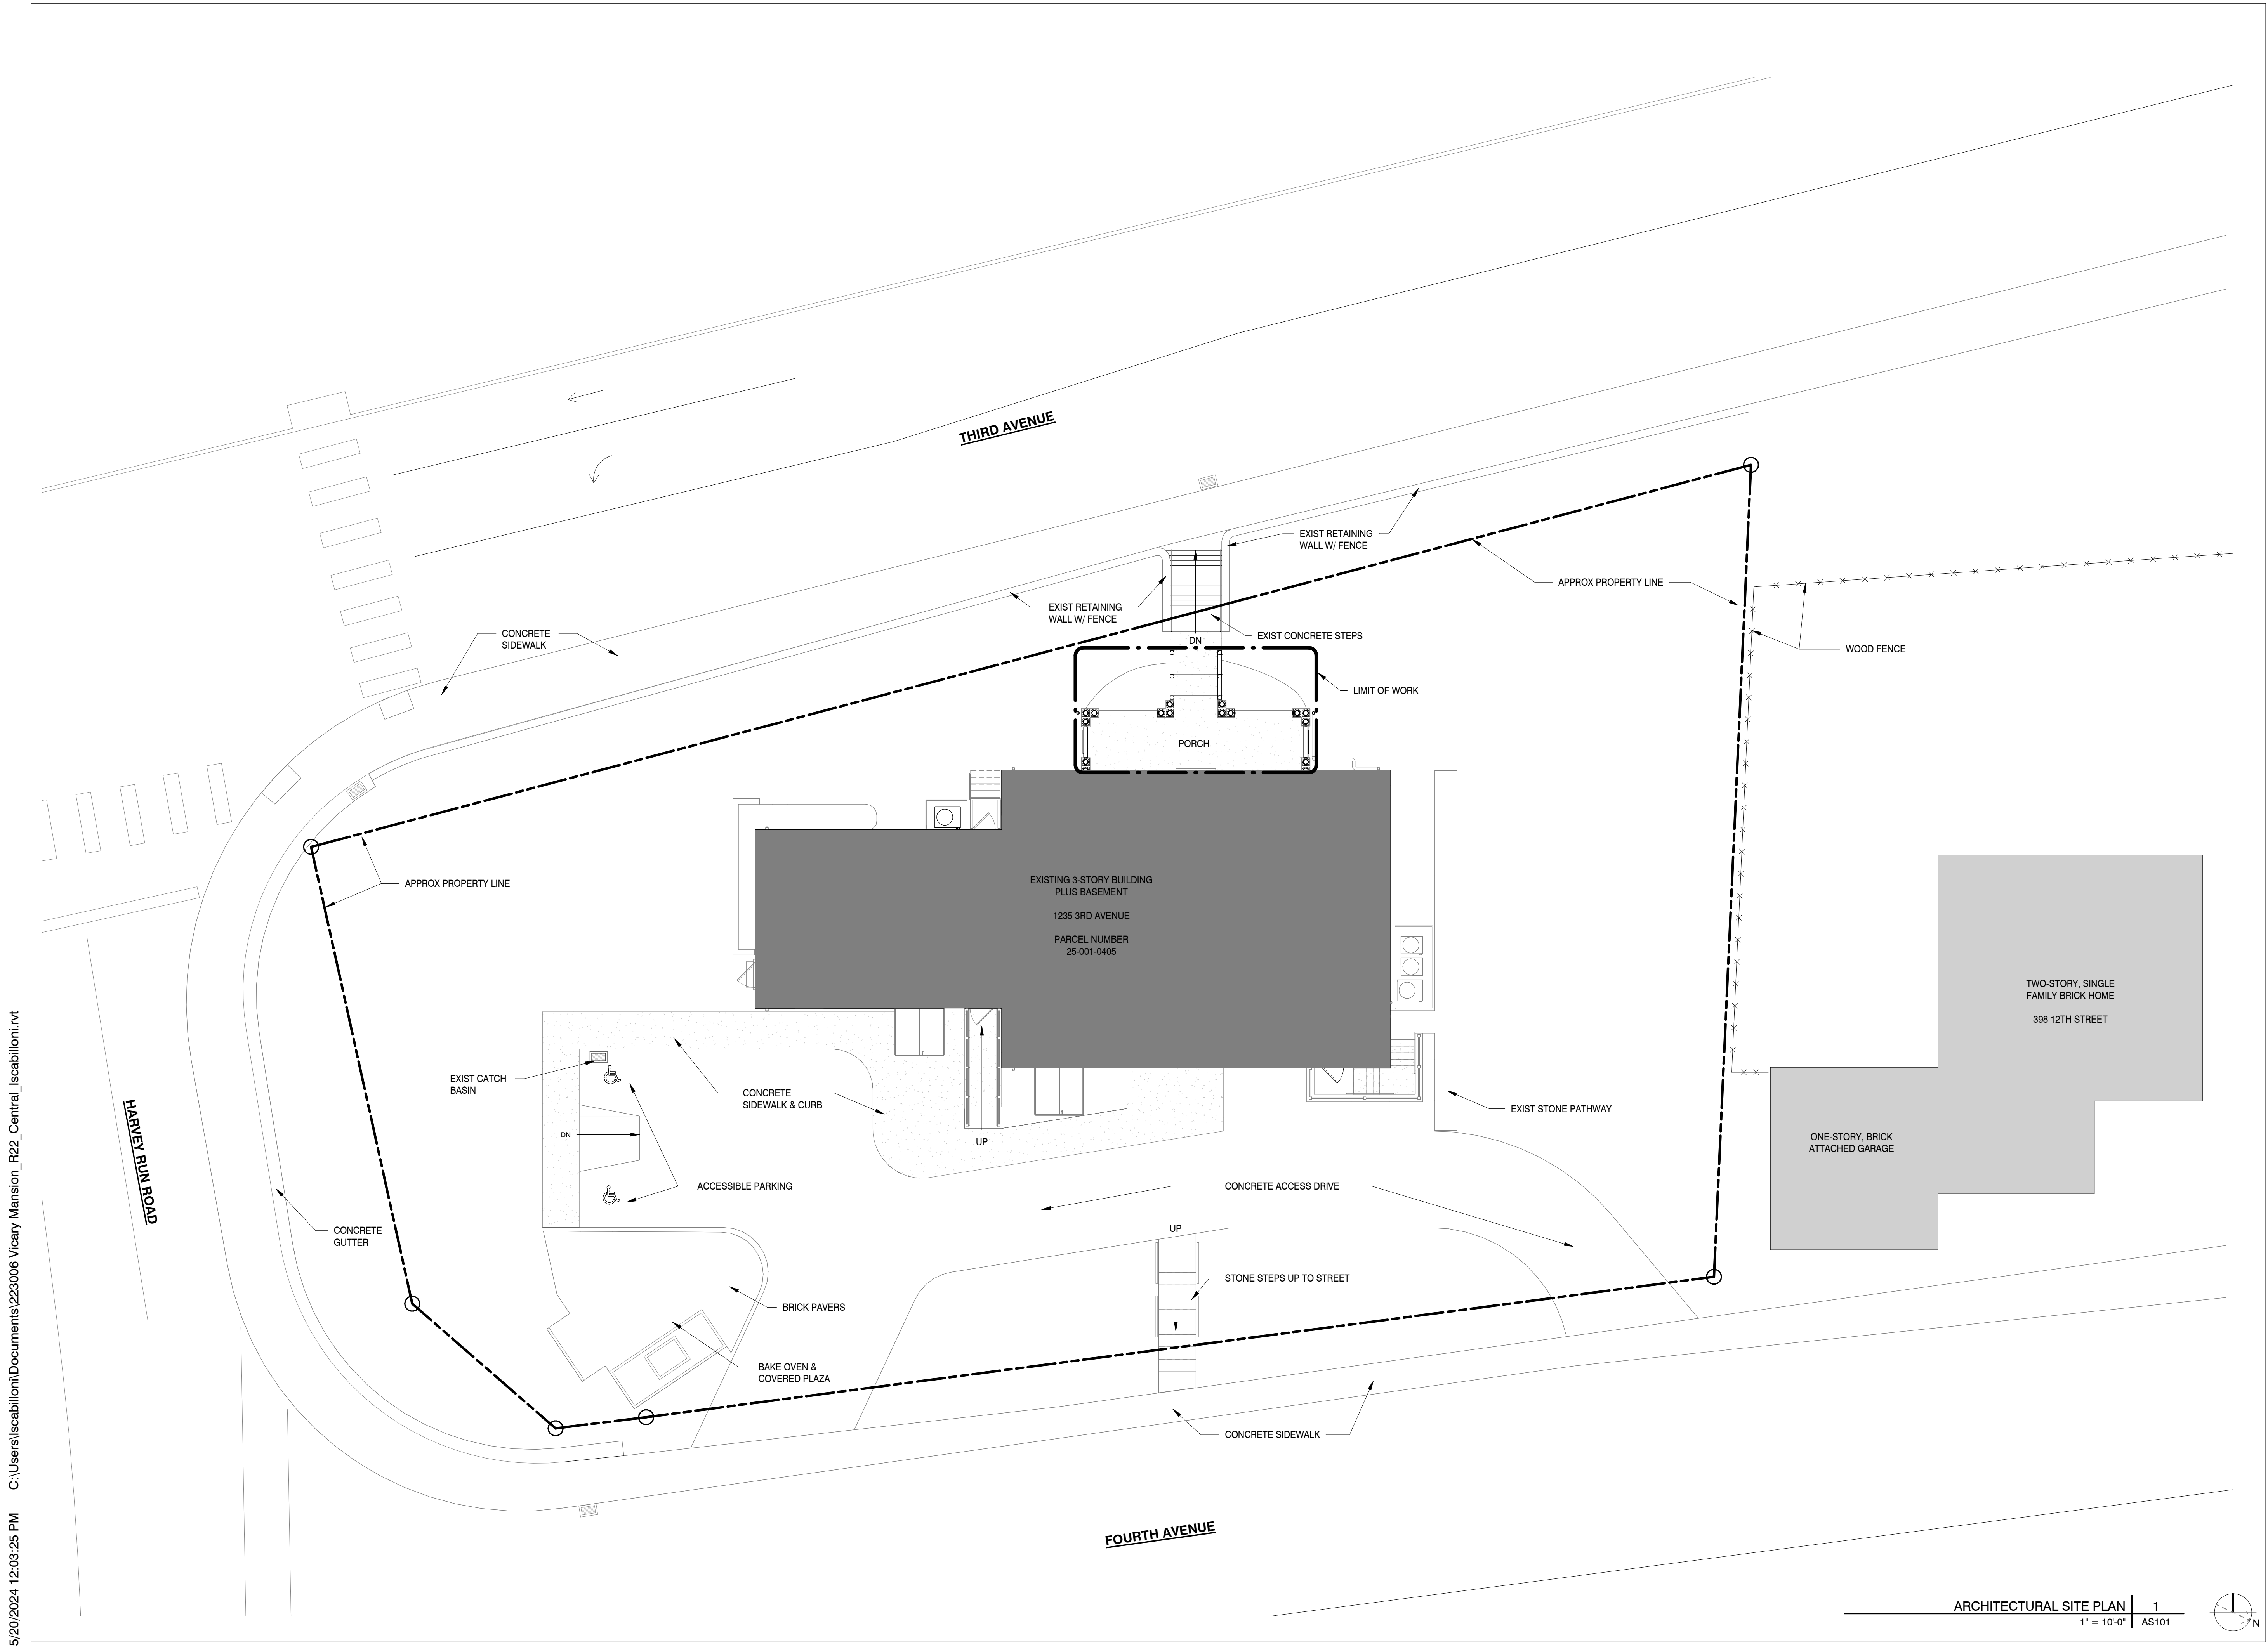 THIRD AVENUE
EXIST RETAINING
WALL W/ FENCE
APPROX PROPERTY LINE
EXIST RETAINING
WALL W/ FENCE
CONCRETE
SIDEWALK
EXIST CONCRETE STEPS
DN
WOOD FENCE
LIMIT OF WORK
PORCH
APPROX PROPERTY LINE
EXISTING 3-STORY BUILDING
PLUS BASEMENT
1235 3RD AVENUE
PARCEL NUMBER
25-001-0405
TWO-STORY, SINGLE
FAMILY BRICK HOME
398 12TH STREET
EXIST CATCH
BASIN
CONCRETE
SIDEWALK & CURB
EXIST STONE PATHWAY
DN
UP
ONE-STORY, BRICK
ATTACHED GARAGE
HARVEY RUN ROAD
ACCESSIBLE PARKING
CONCRETE ACCESS DRIVE
CONCRETE
GUTTER
UP
STONE STEPS UP TO STREET
BRICK PAVERS
BAKE OVEN &
COVERED PLAZA
CONCRETE SIDEWALK
FOURTH AVENUE
ARCHITECTURAL SITE PLAN
1
1" = 10'-0"
AS101
N
5/20/2024 12:03:25 PM C:\Users\lscabilloni\Documents\223006 Vicary Mansion_R22_Central_lscabilloni.rvt